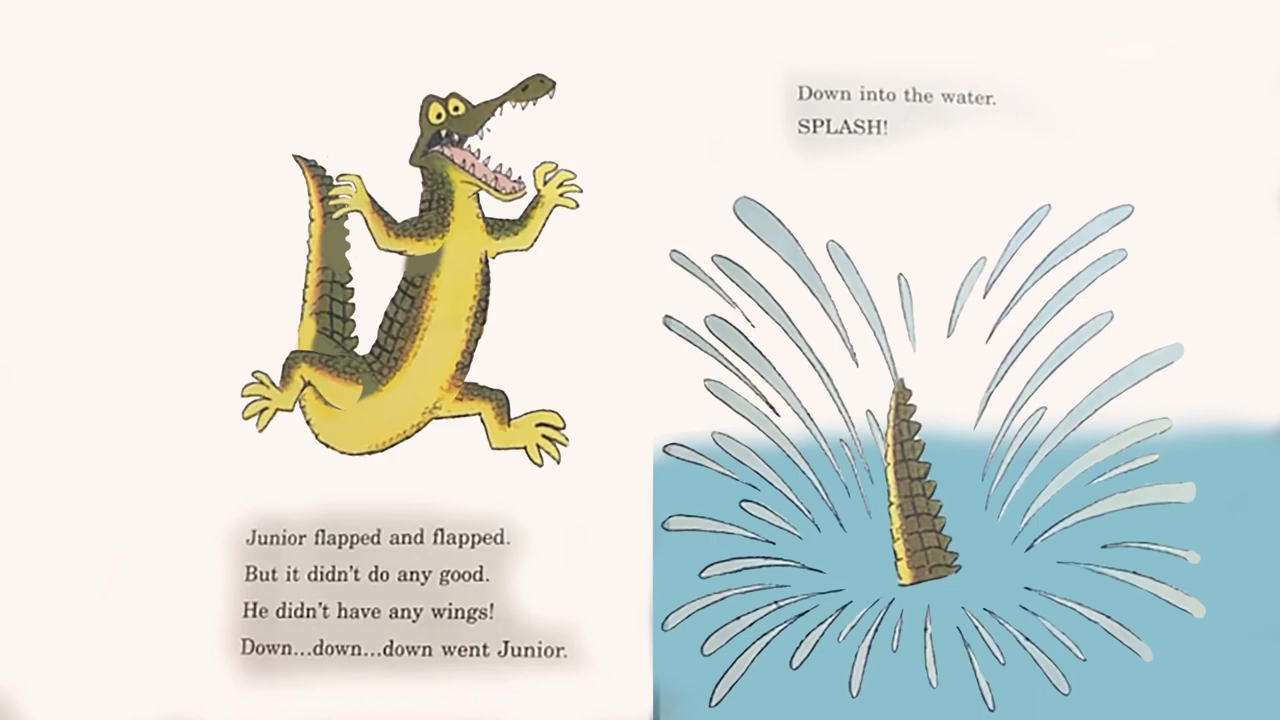 Junior flapped and flapped.
But it didn't do any good.
He didn't have any wings!
Down...down...down went Junior.
Down into the water.
SPLASH!